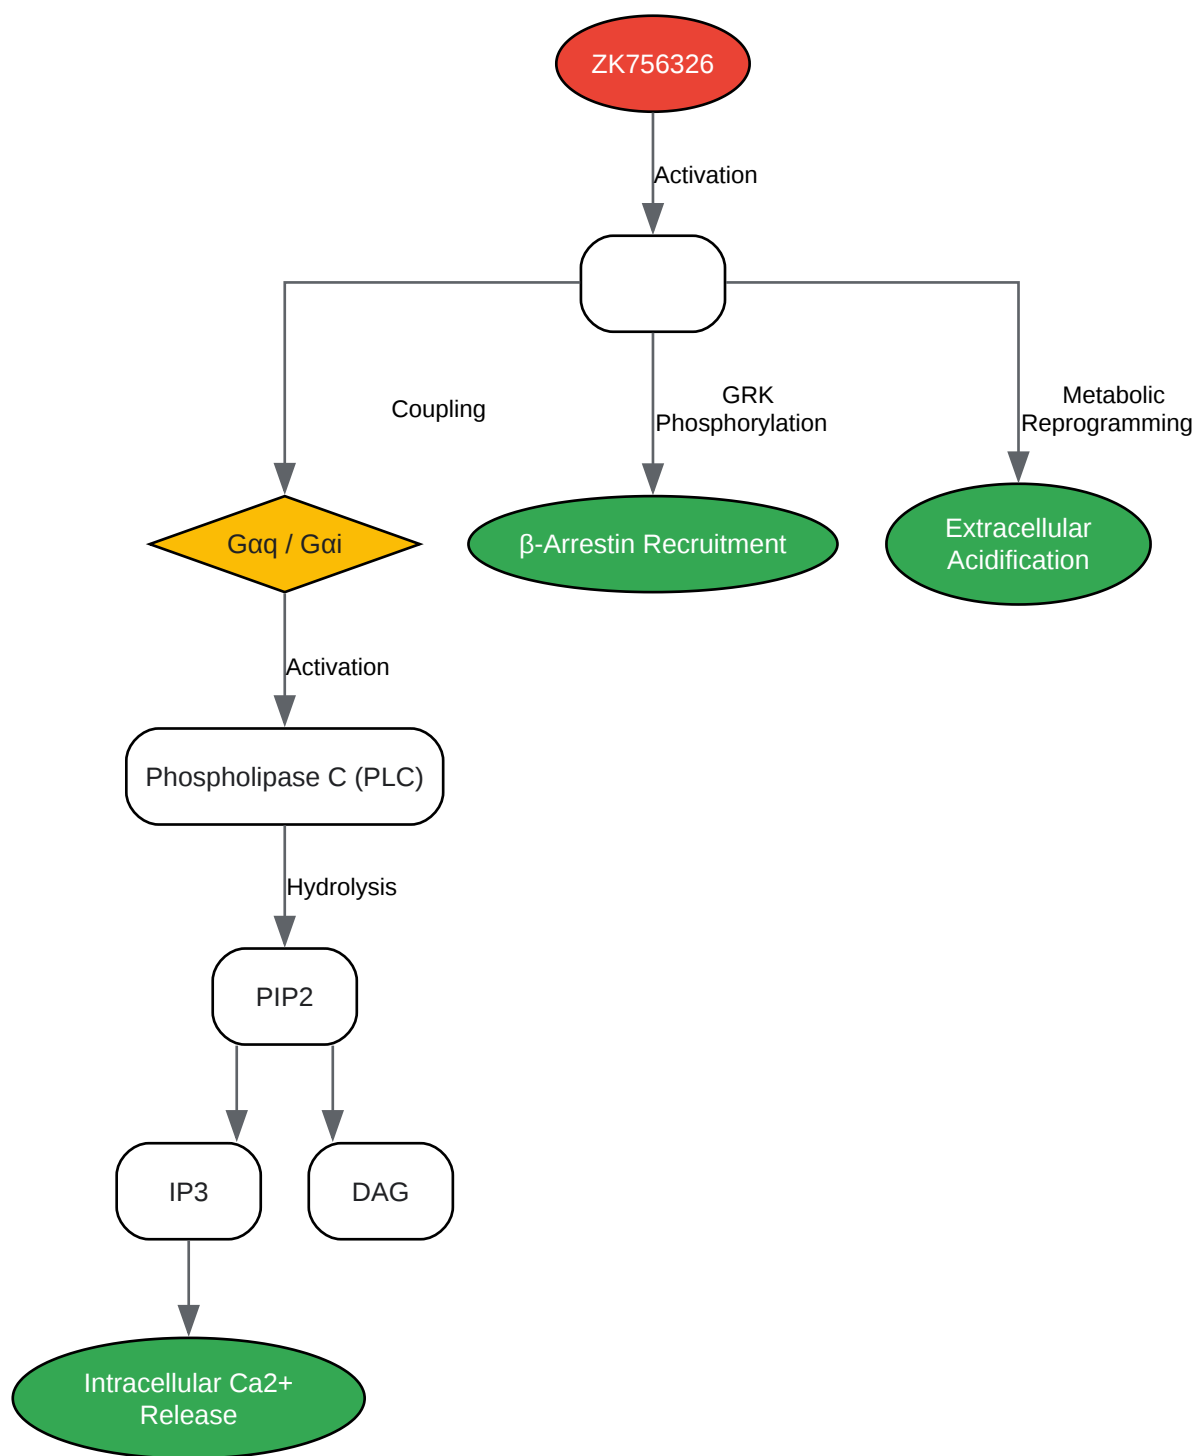 ZK756326
Activation
Coupling
GRK
Phosphorylation
Metabolic
Reprogramming
Gαq / Gαi
β-Arrestin Recruitment
Extracellular
Acidification
Activation
Phospholipase C (PLC)
Hydrolysis
PIP2
IP3
DAG
Intracellular Ca2+
Release